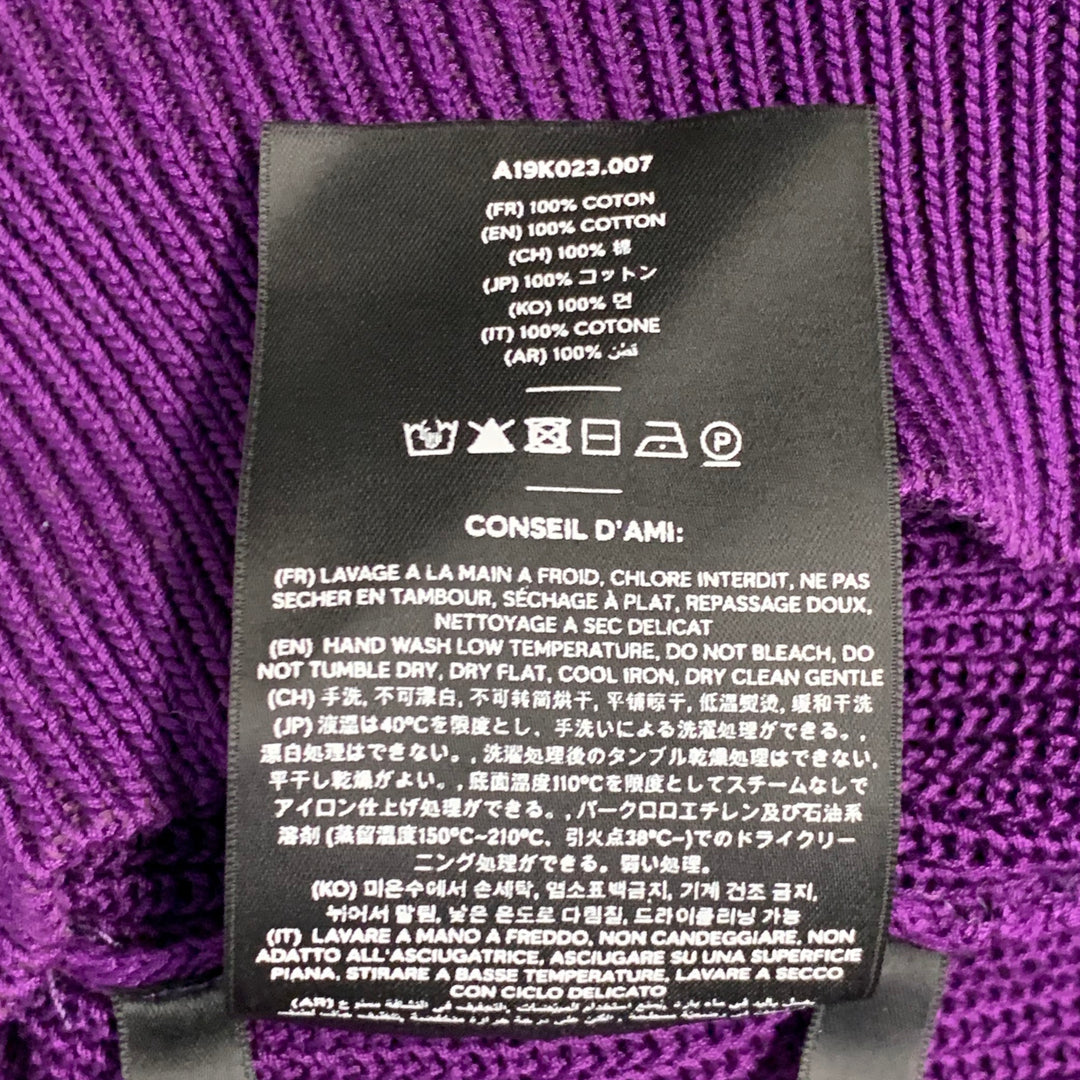 A19K023.007
(FR) 100% COTON
(EN) 100% COTTON
(CH) 100% 棉
(JP) 100% コットン
(KO) 100% 면
(IT) 100% COTONE
(AR) 100% قطن
P
CONSEIL D'AMI:
(FR) LAVAGE A LA MAIN A FROID, CHLORE INTERDIT, NE PAS
SECHER EN TAMBOUR, SÉCHAGE À PLAT, REPASSAGE DOUX,
NETTOYAGE A SEC DELICAT
(EN) HAND WASH LOW TEMPERATURE, DO NOT BLEACH, DO
NOT TUMBLE DRY, DRY FLAT, COOL IRON, DRY CLEAN GENTLE
(CH) 手洗, 不可漂白, 不可转筒烘干, 平铺晾干, 低温熨烫, 缓和干洗
(JP) 液温は40°Cを限度とし、手洗いによる洗濯処理ができる。,
漂白処理はできない。, 洗濯処理後のタンブル乾燥処理はできない.
平干し乾燥がよい。, 底面温度110°Cを限度としてスチームなしで
アイロン仕上げ処理ができる。, パークロロエチレン及び石油系
溶剤 (蒸留温度150°C~210°C、引火点38°C~)でのドライクリー
ニング処理ができる。弱い処理。
(KO) 미온수에서 손세탁, 염소표백금지, 기계 건조 금지,
뉘어서 말림, 낮은 온도로 다림질, 드라이클리닝 가능
(IT) LAVARE A MANO A FREDDO, NON CANDEGGIARE, NON
ADATTO ALL'ASCIUGATRICE, ASCIUGARE SU UNA SUPERFICIE
PIANA, STIRARE A BASSE TEMPERATURE, LAVARE A SECCO
CON CICLO DELICATO
(AR)